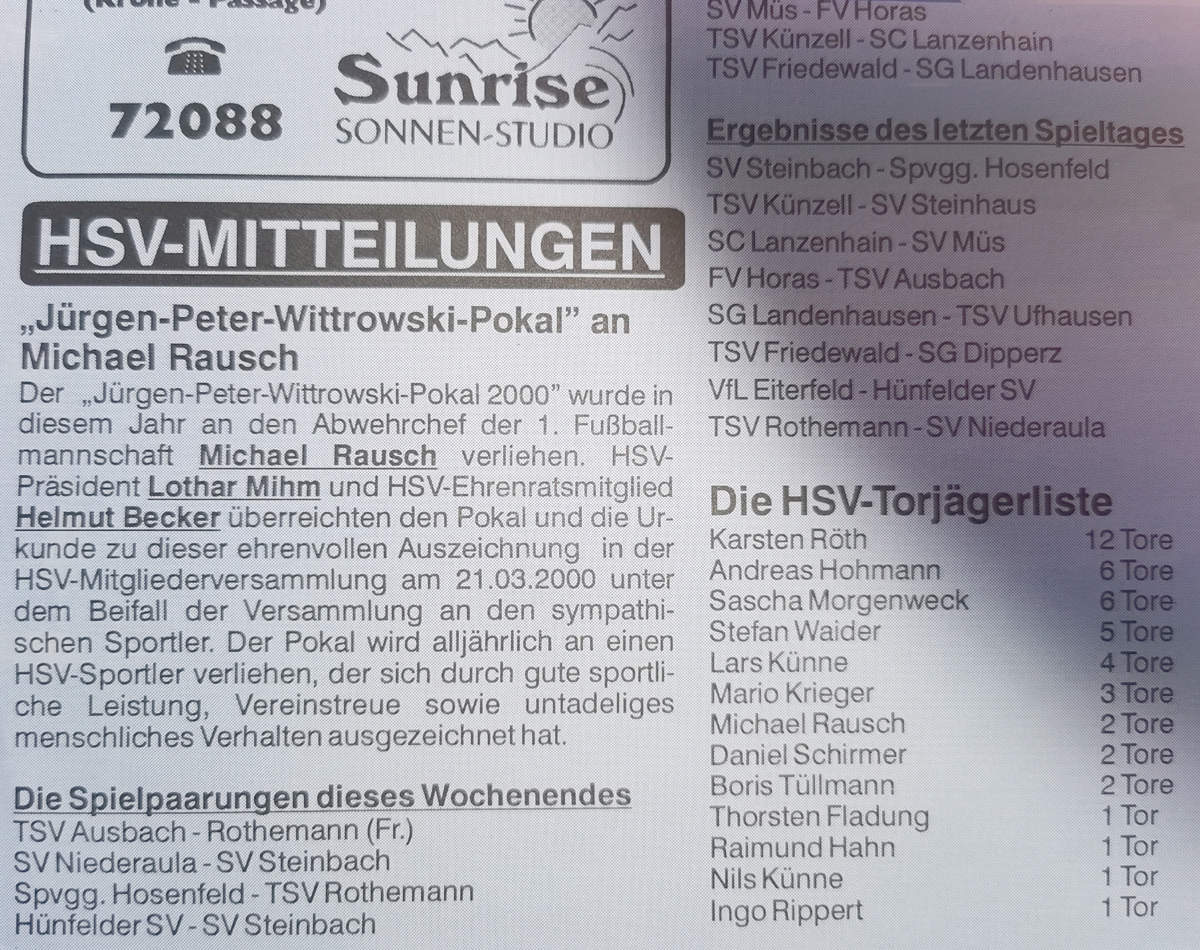 (Krone - Passage)
72088
Sunrise
SONNEN-STUDIO
HSV-MITTEILUNGEN
„Jürgen-Peter-Wittrowski-Pokal” an
Michael Rausch
Der „Jürgen-Peter-Wittrowski-Pokal 2000” wurde in
diesem Jahr an den Abwehrchef der 1. Fußball-
mannschaft Michael Rausch verliehen. HSV-
Präsident Lothar Mihm und HSV-Ehrenratsmitglied
Helmut Becker überreichten den Pokal und die Ur-
kunde zu dieser ehrenvollen Auszeichnung in der
HSV-Mitgliederversammlung am 21.03.2000 unter
dem Beifall der Versammlung an den sympathi-
schen Sportler. Der Pokal wird alljährlich an einen
HSV-Sportler verliehen, der sich durch gute sportli-
che Leistung, Vereinstreue sowie untadeliges
menschliches Verhalten ausgezeichnet hat.
Die Spielpaarungen dieses Wochenendes
TSV Ausbach - Rothemann (Fr.)
SV Niederaula - SV Steinbach
Spvgg. Hosenfeld - TSV Rothemann
Hünfelder SV - SV Steinbach
SV Müs - FV Horas
TSV Künzell - SC Lanzenhain
TSV Friedewald - SG Landenhausen
Ergebnisse des letzten Spieltages
SV Steinbach - Spvgg. Hosenfeld
TSV Künzell - SV Steinhaus
SC Lanzenhain - SV Müs
FV Horas - TSV Ausbach
SG Landenhausen - TSV Ufhausen
TSV Friedewald - SG Dipperz
VfL Eiterfeld - Hünfelder SV
TSV Rothemann - SV Niederaula
Die HSV-Torjägerliste
Karsten Röth 12 Tore
Andreas Hohmann 6 Tore
Sascha Morgenweck 6 Tore
Stefan Waider 5 Tore
Lars Künne 4 Tore
Mario Krieger 3 Tore
Michael Rausch 2 Tore
Daniel Schirmer 2 Tore
Boris Tüllmann 2 Tore
Thorsten Fladung 1 Tor
Raimund Hahn 1 Tor
Nils Künne 1 Tor
Ingo Rippert 1 Tor